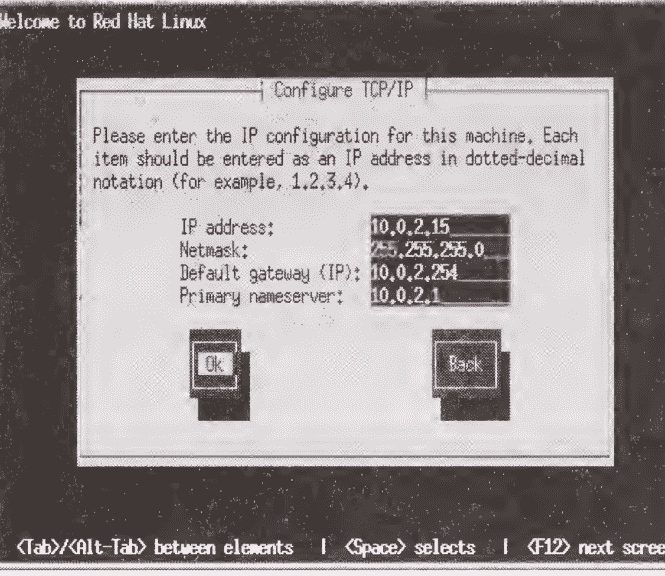 Welcome to Red Hat Linux
Configure TCP/IP
Please enter the IP configuration for this machine. Each
item should be entered as an IP address in dotted-decimal
notation (for example, 1.2.3.4).
IP address: 10.0.2.15
Netmask: 255.255.255.0
Default gateway (IP): 10.0.2.254
Primary nameserver: 10.0.2.1
Ok Back
<Tab>/<Alt-Tab> between elements | <Space> selects | <F12> next scree